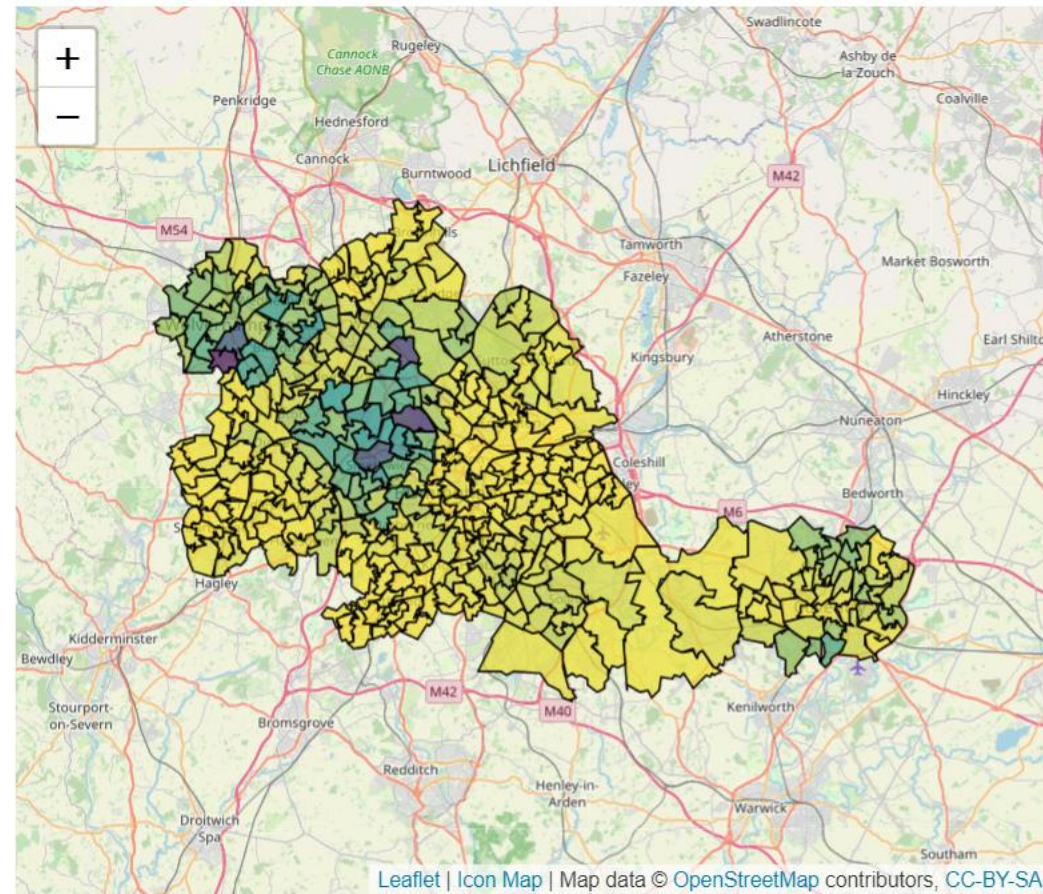 +
−
Swadlincote
Rugeley
Ashby de
la Zouch
Cannock
Chase AONB
Penkridge
Coalville
Hednesford
Cannock
Lichfield
Burntwood
M42
M54
Tamworth
Market Bosworth
Fazeley
Atherstone
Earl Shilto
Kingsbury
Hinckley
Nuneaton
Coleshill
Bedworth
M6
Hagley
Kidderminster
Bewdley
Kenilworth
M42
Stourport-
on-Severn
M40
Bromsgrove
Redditch
Henley-in-
Arden
Warwick
Droitwich
Spa
Southam
Leaflet | Icon Map | Map data © OpenStreetMap contributors, CC-BY-SA